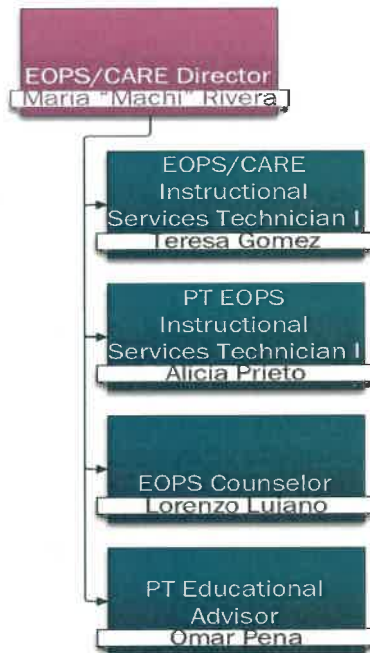 EOPS/CARE Director
Maria "Machi" Rivera
EOPS/CARE
Instructional
Services Technician I
Teresa Gomez
PT EOPS
Instructional
Services Technician I
Alicia Prieto
EOPS Counselor
Lorenzo Lujano
PT Educational
Advisor
Omar Pena